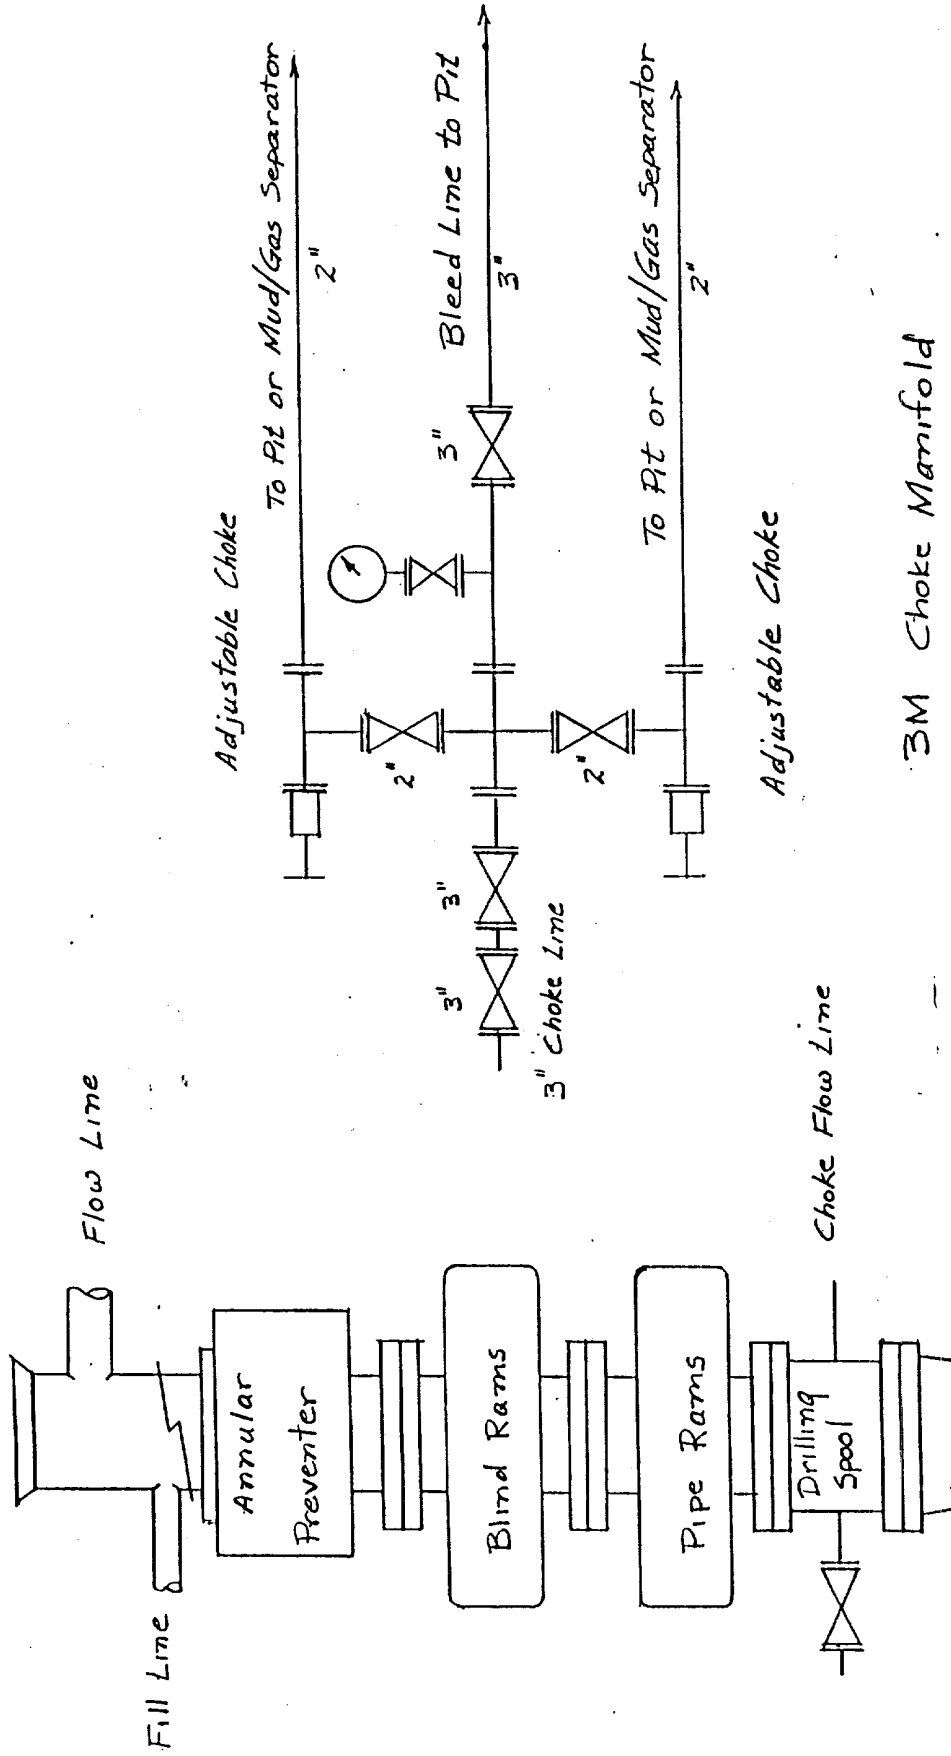 Fill Line
Flow Line
Annular
Preventer
Blind Rams
Pipe Rams
Drilling
Spool
Choke Flow Line
Adjustable Choke
To Pit or Mud/Gas Separator
2"
2"
3"
3"
3" Choke Line
3"
Bleed Line to Pit
3"
2"
To Pit or Mud/Gas Separator
2"
Adjustable Choke
3M Choke Manifold